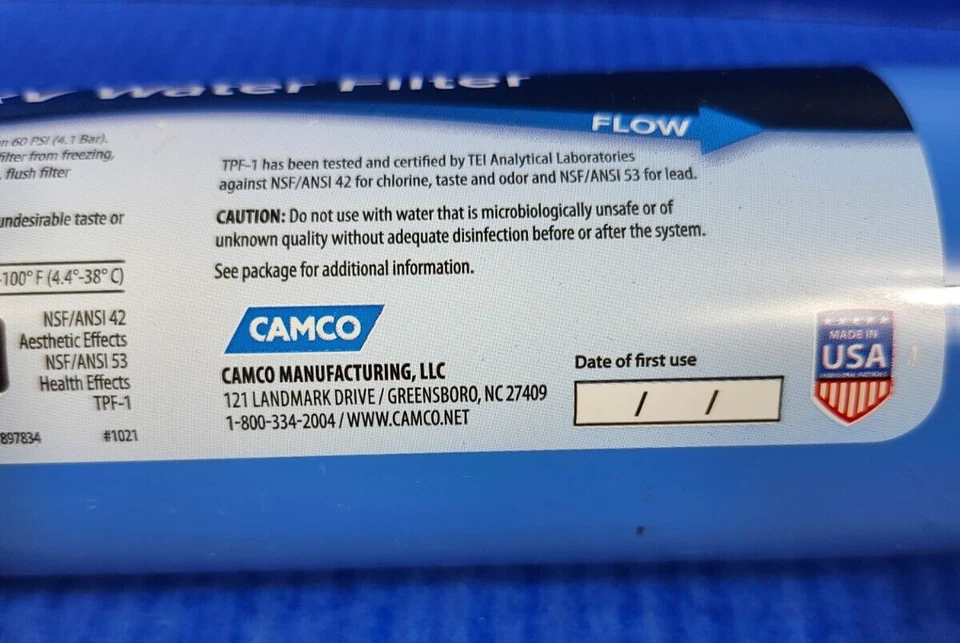 Water Filter
FLOW
60 PSI (4.1 Bar).
filter from freezing,
flush filter
undesirable taste or
100° F (4.4°-38° C)
NSF/ANSI 42
Aesthetic Effects
NSF/ANSI 53
Health Effects
TPF-1
897834 #1021
TPF-1 has been tested and certified by TEI Analytical Laboratories
against NSF/ANSI 42 for chlorine, taste and odor and NSF/ANSI 53 for lead.
CAUTION: Do not use with water that is microbiologically unsafe or of
unknown quality without adequate disinfection before or after the system.
See package for additional information.
CAMCO
CAMCO MANUFACTURING, LLC
121 LANDMARK DRIVE / GREENSBORO, NC 27409
1-800-334-2004 / WWW.CAMCO.NET
Date of first use
/ /
MADE IN
USA